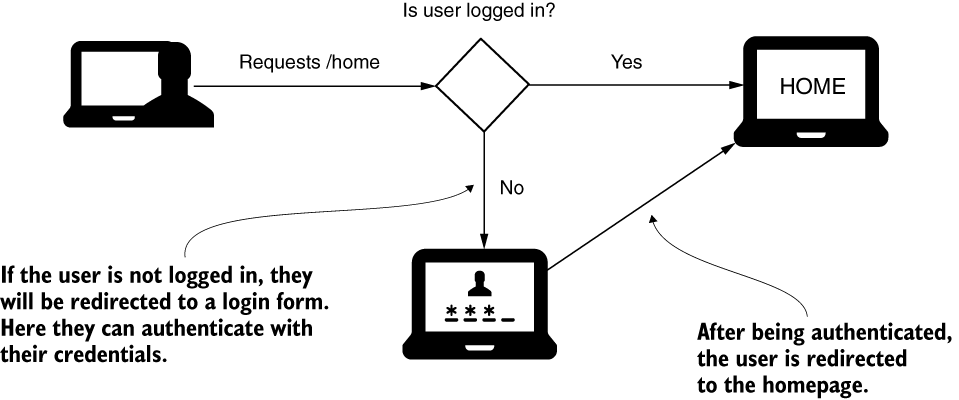 Is user logged in?
Requests /home
Yes
HOME
No
If the user is not logged in, they
will be redirected to a login form.
Here they can authenticate with
their credentials.
***_
After being authenticated,
the user is redirected
to the homepage.